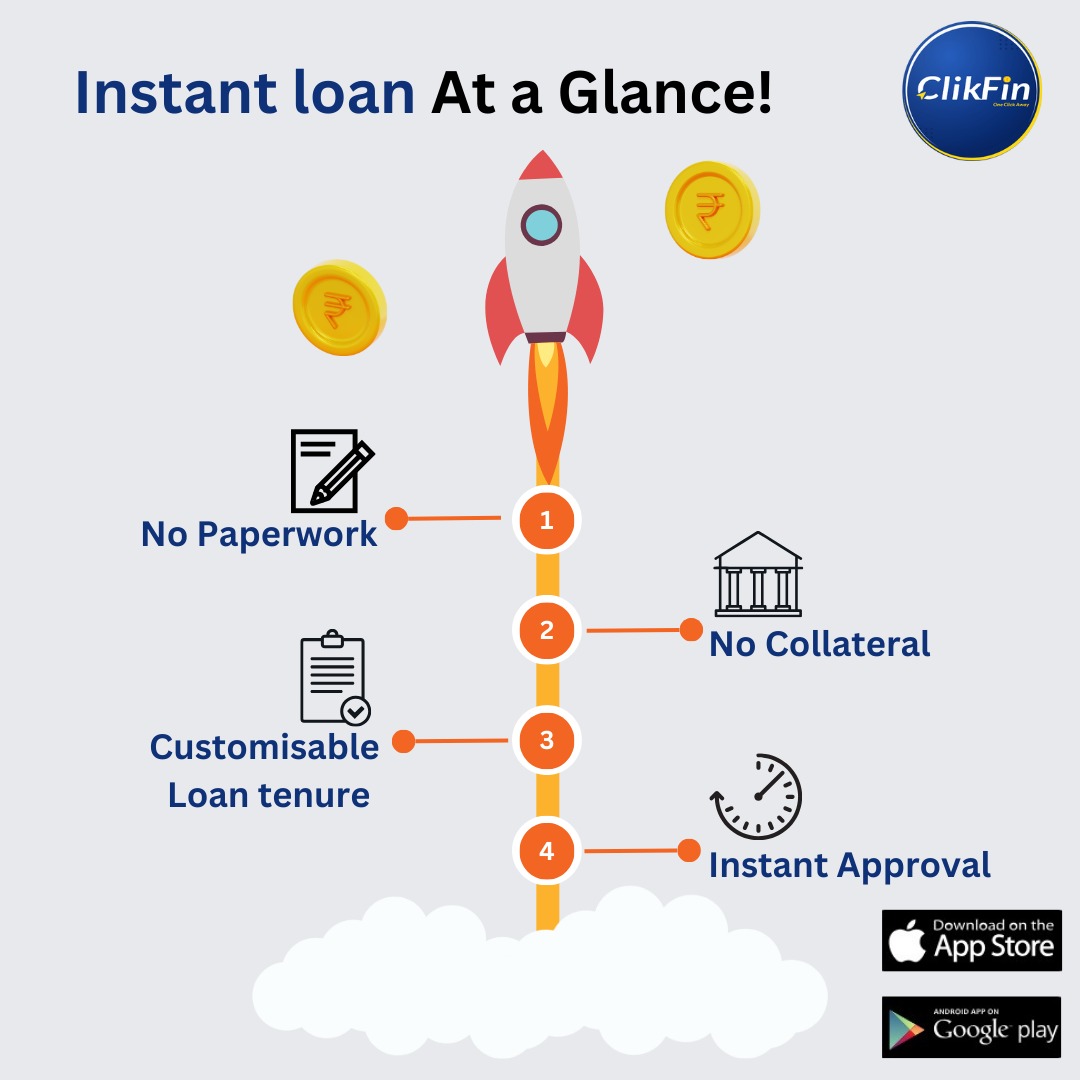 Instant loan At a Glance!
ClikFin
One Click Away
₹
₹
1
No Paperwork
2
No Collateral
3
Customisable
Loan tenure
4
Instant Approval
Download on the
App Store
ANDROID APP ON
Google play